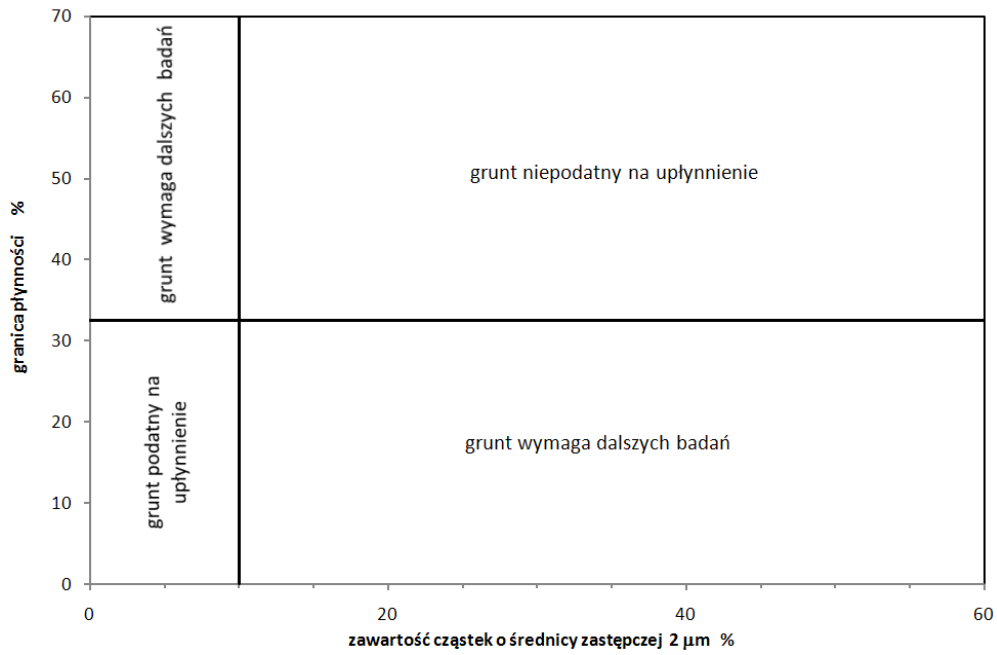 granica płynności %
70
60
50
40
30
20
10
0
grunt wymaga dalszych badań
grunt niepodatny na upłynnienie
grunt podatny na
upłynnienie
grunt wymaga dalszych badań
0
20
40
60
zawartość cząstek o średnicy zastępczej 2 μm %